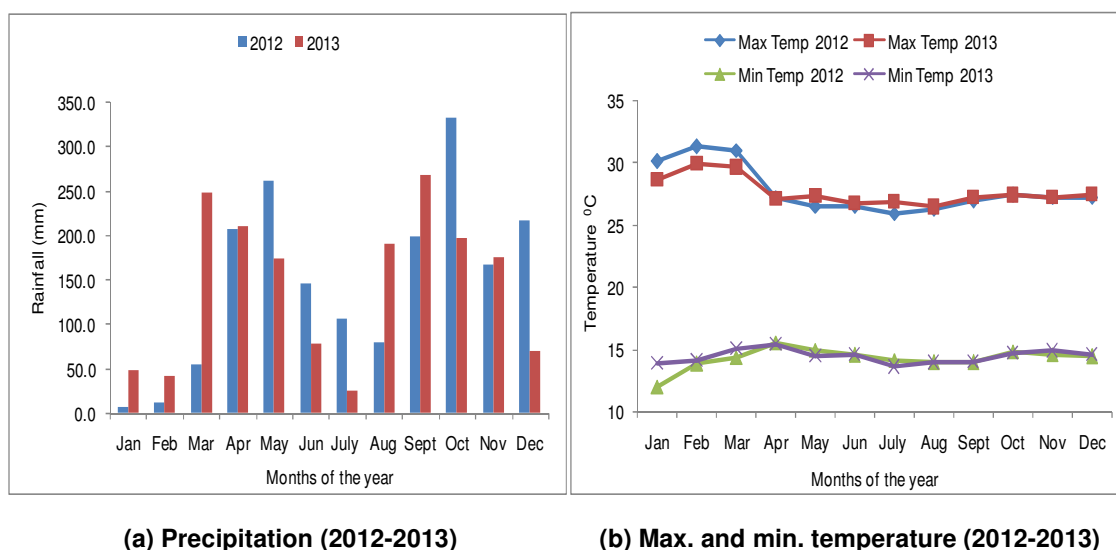 2012 2013
350.0
300.0
250.0
200.0
150.0
100.0
50.0
0.0
Rainfall (mm)
Jan Feb Mar Apr May Jun July Aug Sept Oct Nov Dec
Months of the year
(a) Precipitation (2012-2013)
Max Temp 2012 Max Temp 2013
Min Temp 2012 Min Temp 2013
35
30
25
20
15
10
Temperature ⁰C
Jan Feb Mar Apr May Jun July Aug Sept Oct Nov Dec
Months of the year
(b) Max. and min. temperature (2012-2013)